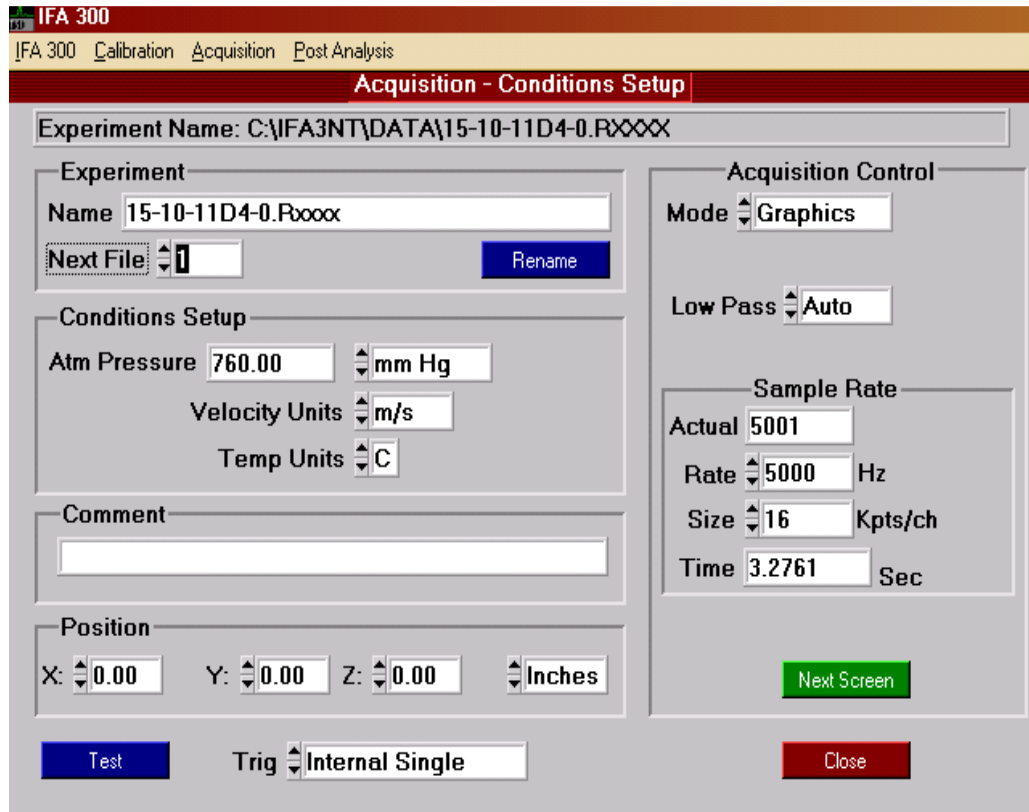 IFA 300
IFA 300 Calibration Acquisition Post Analysis
Acquisition - Conditions Setup
Experiment Name: C:\IFA3NT\DATA\15-10-11D4-0.RXXXX
Experiment
Name 15-10-11D4-0.Rxxxx
Next File 1
Rename
Conditions Setup
Atm Pressure 760.00 mm Hg
Velocity Units m/s
Temp Units C
Comment
Position
X: 0.00 Y: 0.00 Z: 0.00 Inches
Test
Trig Internal Single
Acquisition Control
Mode Graphics
Low Pass Auto
Sample Rate
Actual 5001
Rate 5000 Hz
Size 16 Kpts/ch
Time 3.2761 Sec
Next Screen
Close